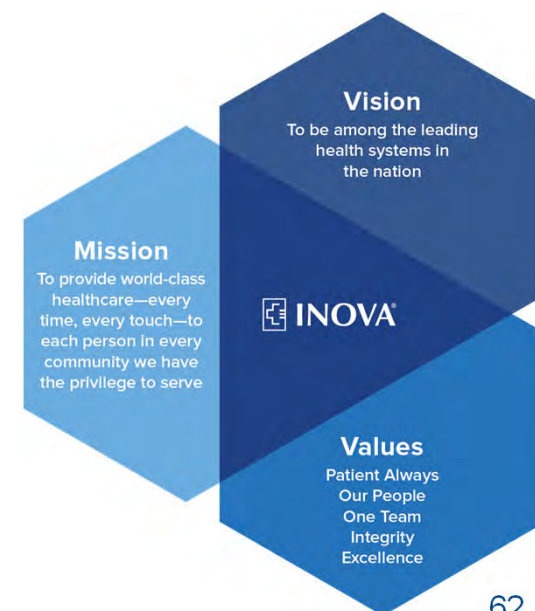 Vision
To be among the leading
health systems in
the nation
Mission
To provide world-class
healthcare—every
time, every touch—to
each person in every
community we have
the privilege to serve
INOVA®
Values
Patient Always
Our People
One Team
Integrity
Excellence
62